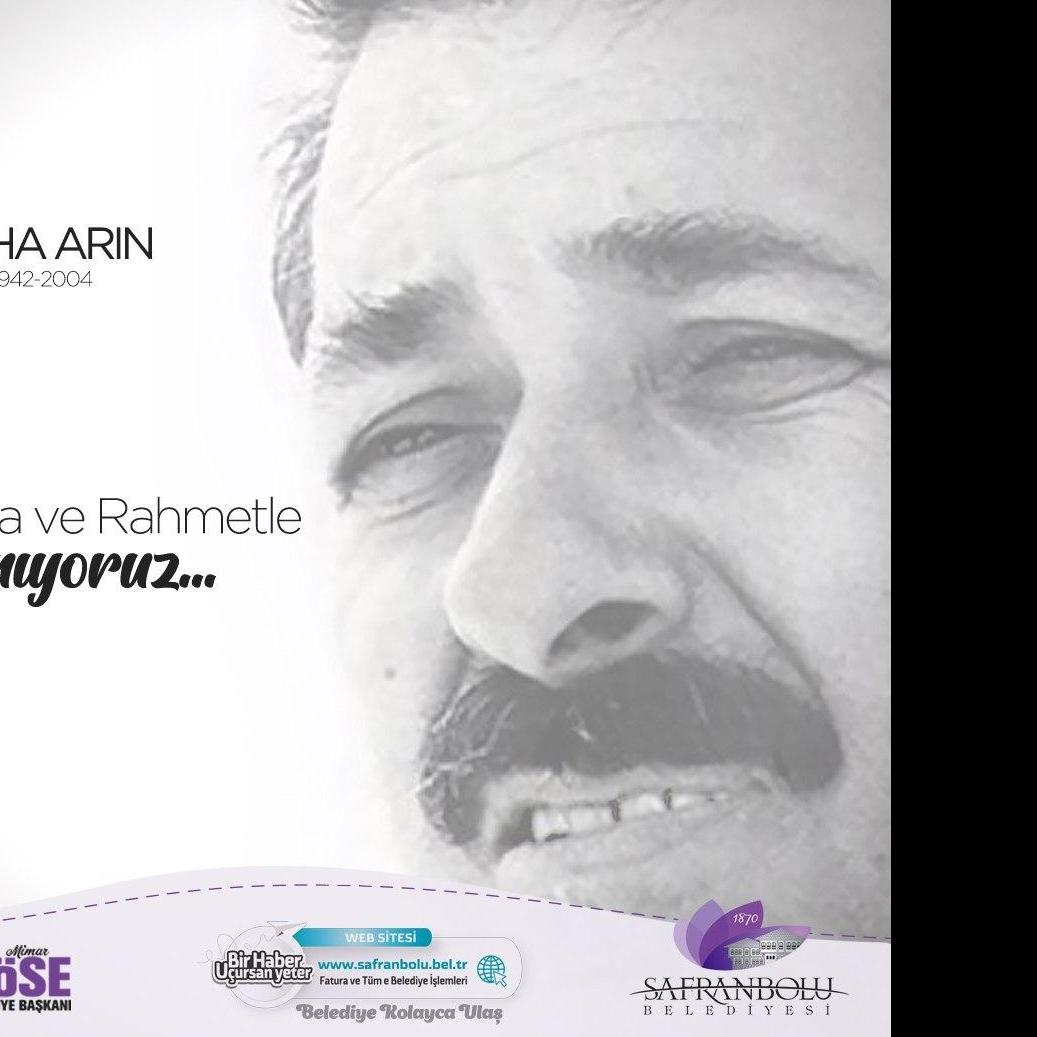 HA ARIN
942-2004
a ve Rahmetle
nıyoruz...
1870
Mimar
ÖSE
YE BAŞKANI
Bir Haber
Uçursan yeter
WEB SİTESİ
www.safranbolu.bel.tr
Fatura ve Tüm e Belediye İşlemleri
Belediye Kolayca Ulaş
SAFRANBOLU
BELEDİYESİ